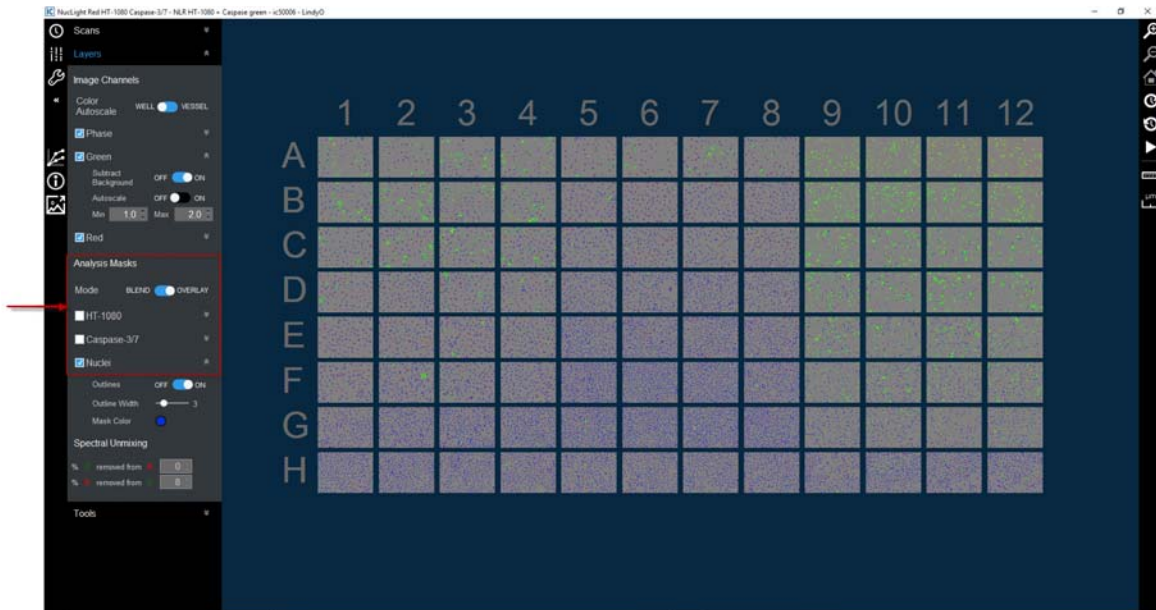 NucLight Red HT-1080 Caspase-3/7 - NLR HT-1080 + Caspase green - ic50006 - LindyO
Scans
Layers
Image Channels
Color Autoscale WELL VESSEL
Phase
Green
Subtract Background OFF ON
Autoscale OFF ON
Min 1.0 Max 2.0
Red
Analysis Masks
Mode BLEND OVERLAY
HT-1080
Caspase-3/7
Nuclei
Outlines OFF ON
Outline Width 3
Mask Color
Spectral Unmixing
% removed from 0
% removed from 0
Tools
1 2 3 4 5 6 7 8 9 10 11 12
A
B
C
D
E
F
G
H
µm